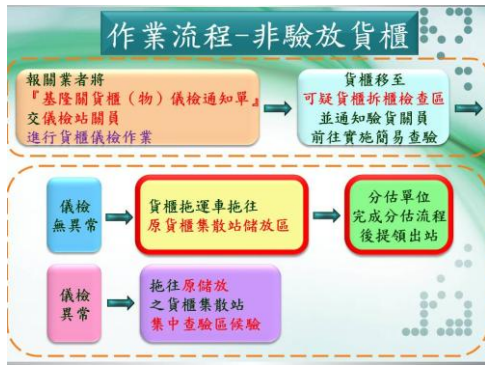 作業流程-非驗放貨櫃
報關業者將
『基隆關貨櫃（物）儀檢通知單』
交儀檢站關員
進行貨櫃儀檢作業
貨櫃移至
可疑貨櫃拆櫃檢查區
並通知驗貨關員
前往實施簡易查驗
儀檢
無異常
貨櫃拖運車拖往
原貨櫃集散站儲放區
分估單位
完成分估流程
後提領出站
儀檢
異常
拖往原儲放
之貨櫃集散站
集中查驗區候驗